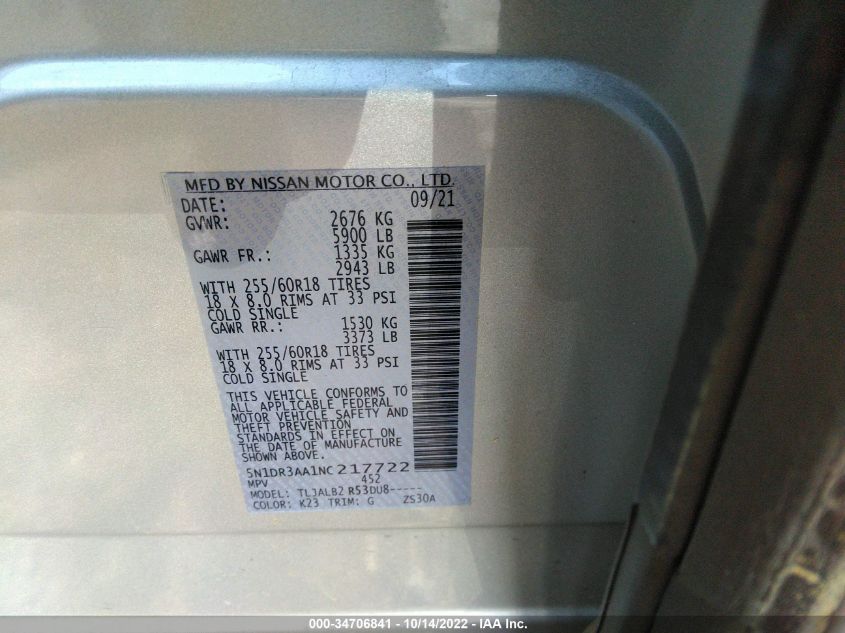 MFD BY NISSAN MOTOR CO., LTD.
DATE: 09/21
GVWR: 2676 KG
5900 LB
GAWR FR.: 1335 KG
2943 LB
WITH 255/60R18 TIRES
18 X 8.0 RIMS AT 33 PSI
COLD SINGLE
GAWR RR.: 1530 KG
3373 LB
WITH 255/60R18 TIRES
18 X 8.0 RIMS AT 33 PSI
COLD SINGLE
THIS VEHICLE CONFORMS TO
ALL APPLICABLE FEDERAL
MOTOR VEHICLE SAFETY AND
THEFT PREVENTION
STANDARDS IN EFFECT ON
THE DATE OF MANUFACTURE
SHOWN ABOVE.
5N1DR3AA1NC217722
MPV 452
MODEL: TLJALB2 R53DU8-----
COLOR: K23 TRIM: G ZS30A
000-34706841 - 10/14/2022 - IAA Inc.